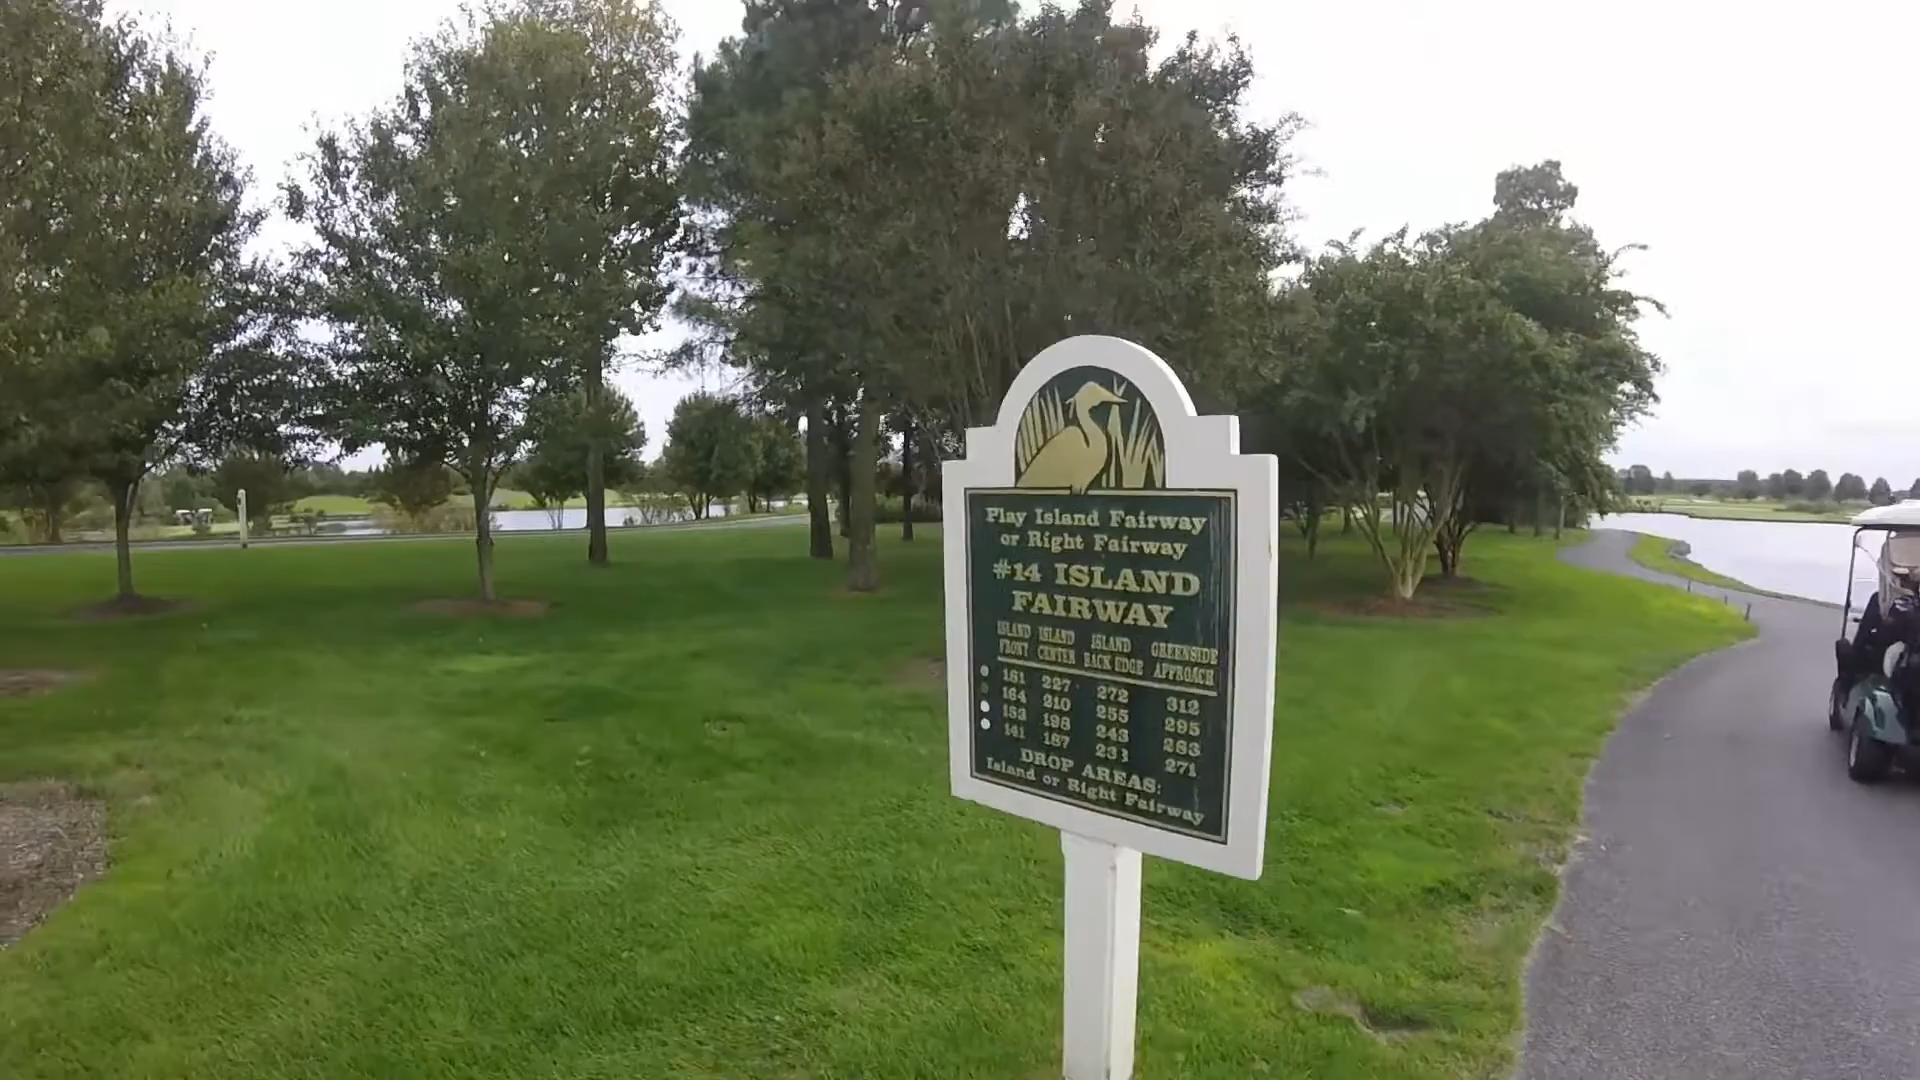 Play Island Fairway
or Right Fairway
#14 ISLAND
FAIRWAY
ISLAND FRONT ISLAND CENTER ISLAND BACK EDGE GREENSIDE APPROACH
181 227 272 312
164 210 255 295
153 198 243 283
141 187 231 271
DROP AREAS:
Island or Right Fairway